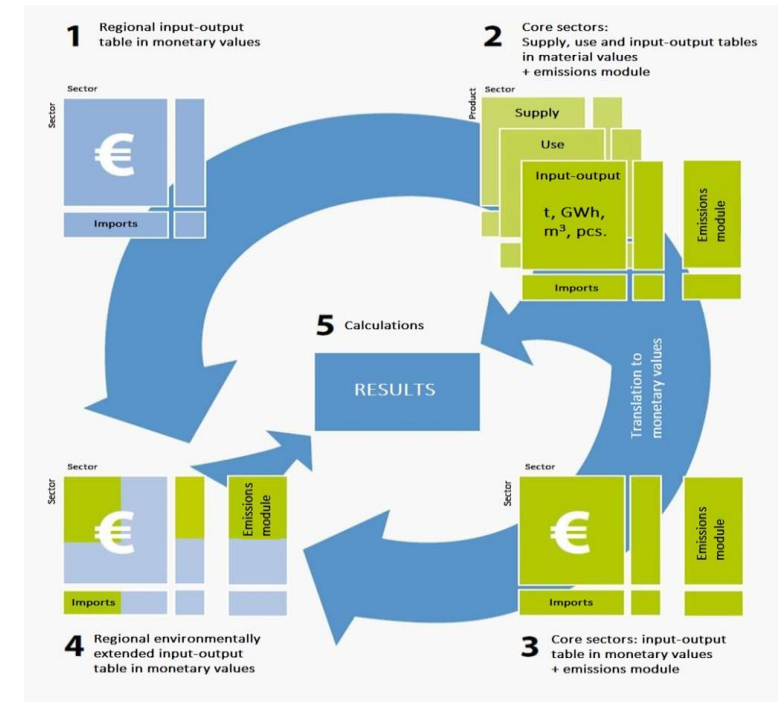 1 Regional input-output
table in monetary values
Sector
Sector
€
Imports
2 Core sectors:
Supply, use and input-output tables
in material values
+ emissions module
Sector
Product
Supply
Use
Input-output
t, GWh,
m³, pcs.
Imports
Emissions
module
5 Calculations
RESULTS
Translation to
monetary values
Sector
Sector
€
Imports
Emissions
module
4 Regional environmentally
extended input-output
table in monetary values
Sector
Sector
€
Imports
Emissions
module
3 Core sectors: input-output
table in monetary values
+ emissions module